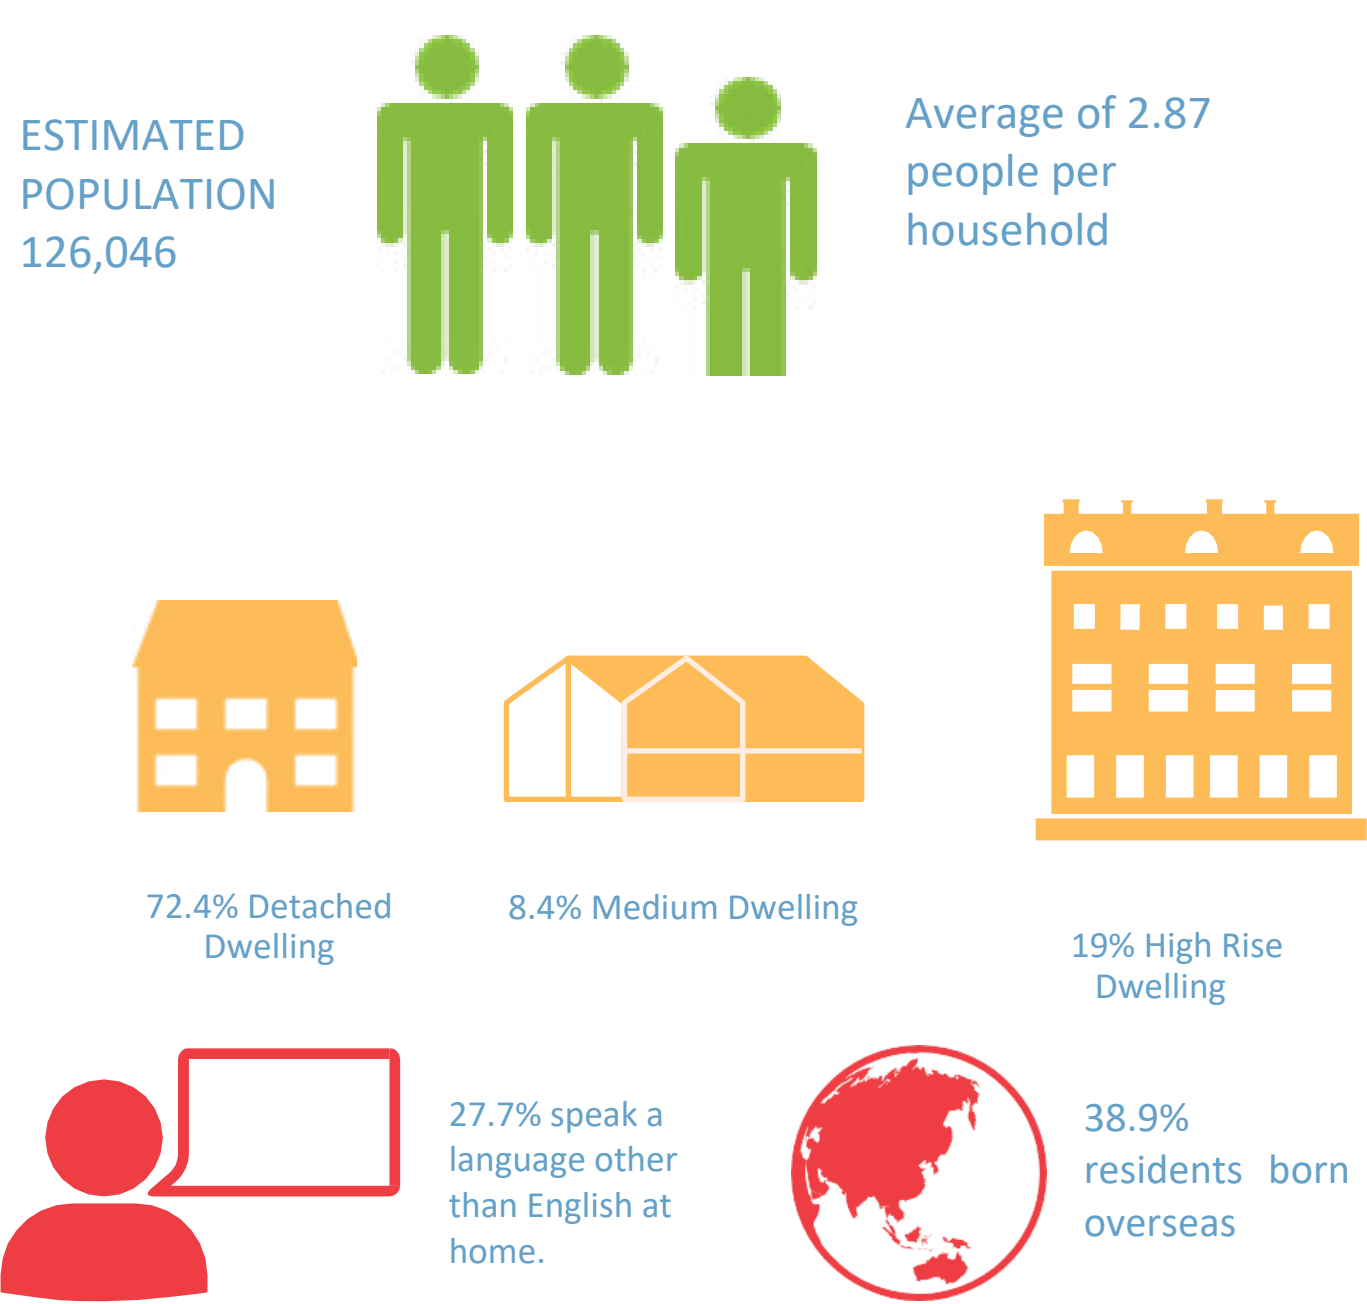 ESTIMATED
POPULATION
126,046
Average of 2.87
people per
household
72.4% Detached
Dwelling
8.4% Medium Dwelling
19% High Rise
Dwelling
27.7% speak a
language other
than English at
home.
38.9%
residents born
overseas